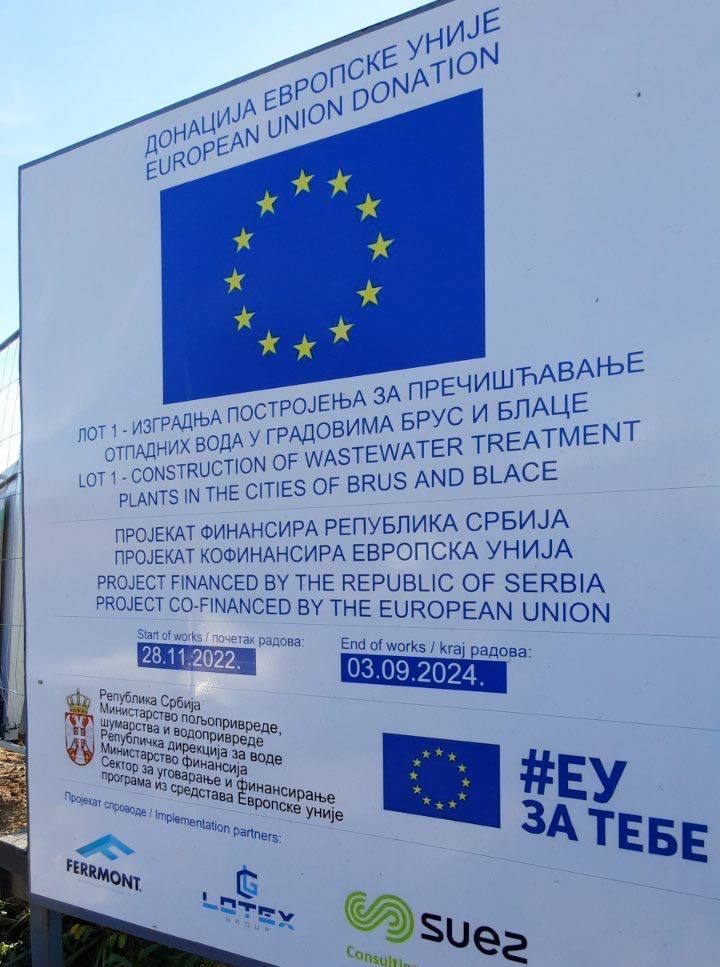 ДОНАЦИЈА ЕВРОПСКЕ УНИЈЕ
EUROPEAN UNION DONATION
ЛОТ 1 - ИЗГРАДЊА ПОСТРОЈЕЊА ЗА ПРЕЧИШЋАВАЊЕ
ОТПАДНИХ ВОДА У ГРАДОВИМА БРУС И БЛАЦЕ
LOT 1 - CONSTRUCTION OF WASTEWATER TREATMENT
PLANTS IN THE CITIES OF BRUS AND BLACE
ПРОЈЕКАТ ФИНАНСИРА РЕПУБЛИКА СРБИЈА
ПРОЈЕКАТ КОФИНАНСИРА ЕВРОПСКА УНИЈА
PROJECT FINANCED BY THE REPUBLIC OF SERBIA
PROJECT CO-FINANCED BY THE EUROPEAN UNION
Start of works / почетак радова:
28.11.2022.
End of works / kraj радова:
03.09.2024.
Република Србија
Министарство пољопривреде,
шумарства и водопривреде
Републичка дирекција за воде
Министарство финансија
Сектор за уговарање и финансирање
програма из средстава Европске уније
#ЕУ
ЗА ТЕБЕ
Пројекат спроводе / Implementation partners:
FERRMONT
LOTEX
GROUP
suez
Consulting